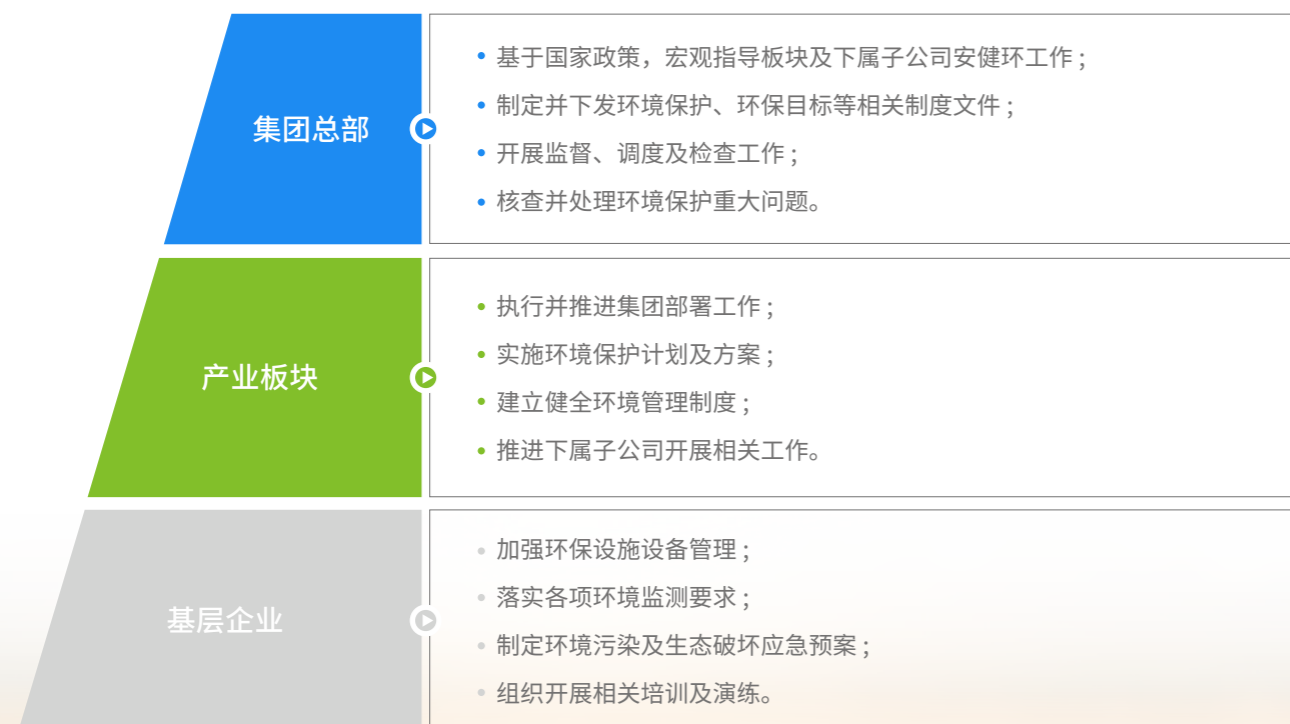 集团总部
基于国家政策，宏观指导板块及下属子公司安健环工作；
制定并下发环境保护、环保目标等相关制度文件；
开展监督、调度及检查工作；
核查并处理环境保护重大问题。
产业板块
执行并推进集团部署工作；
实施环境保护计划及方案；
建立健全环境管理制度；
推进下属子公司开展相关工作。
基层企业
加强环保设施设备管理；
落实各项环境监测要求；
制定环境污染及生态破坏应急预案；
组织开展相关培训及演练。